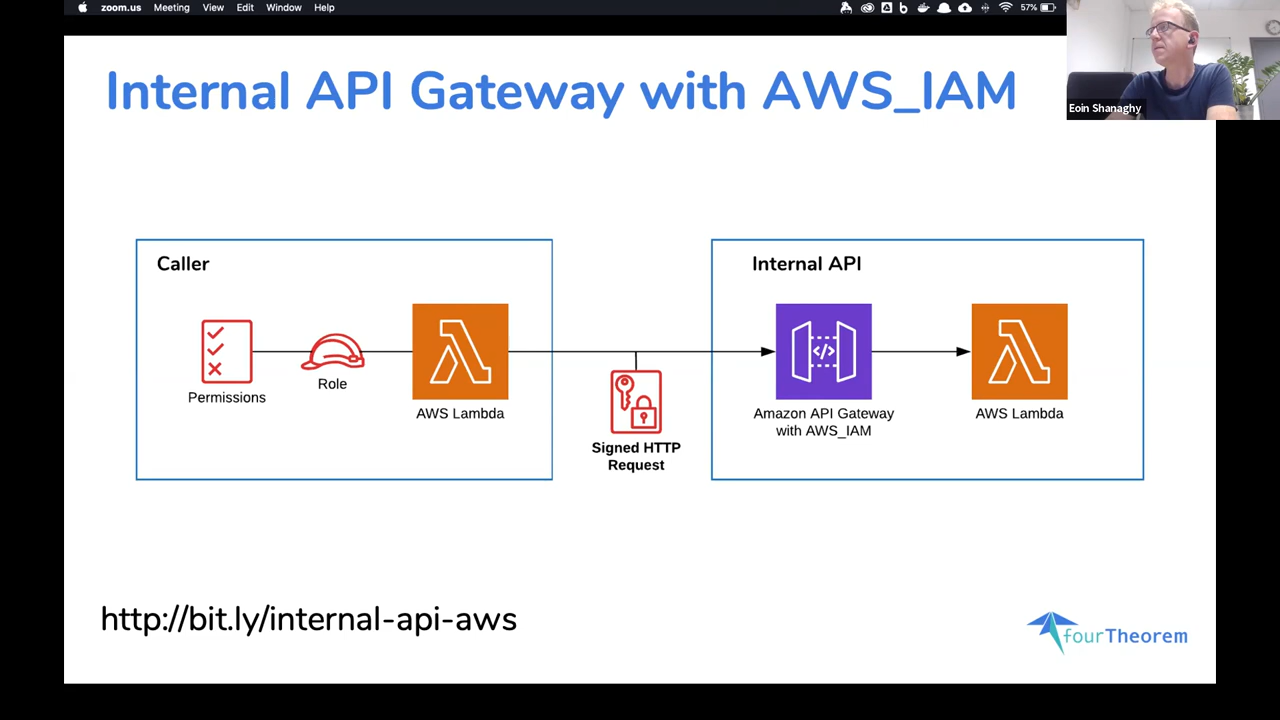 zoom.us Meeting View Edit Window Help
57%
Eoin Shanaghy
Internal API Gateway with AWS_IAM
Caller
Internal API
Permissions
Role
AWS Lambda
Signed HTTP
Request
Amazon API Gateway
with AWS_IAM
AWS Lambda
http://bit.ly/internal-api-aws
fourTheorem